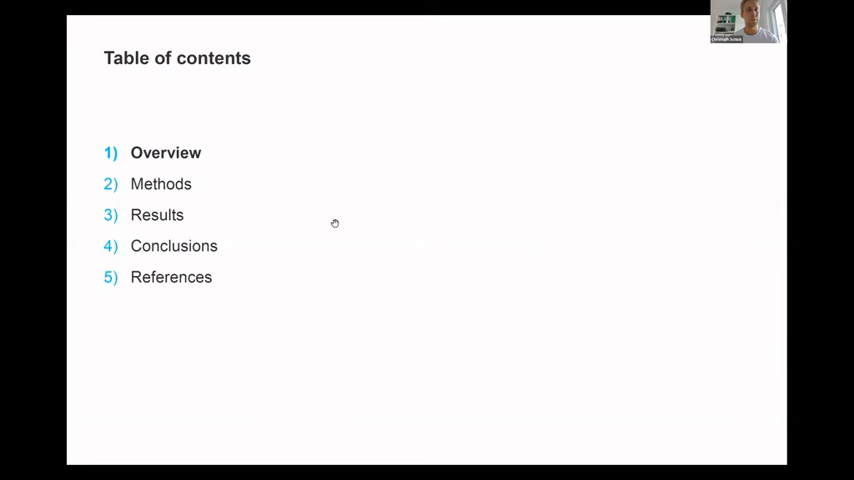 Table of contents
1) Overview
2) Methods
3) Results
4) Conclusions
5) References